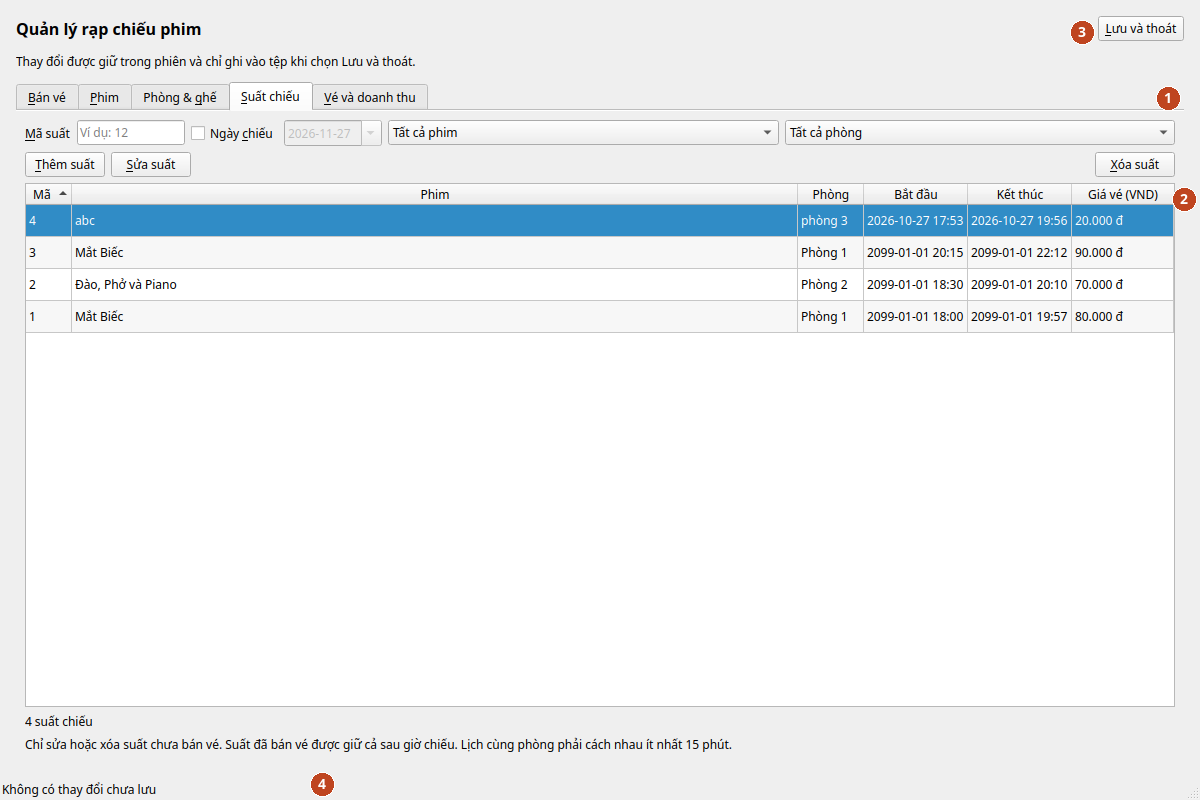 Quản lý rạp chiếu phim
3 Lưu và thoát
Thay đổi được giữ trong phiên và chỉ ghi vào tệp khi chọn Lưu và thoát.
Bán vé Phim Phòng & ghế Suất chiếu Vé và doanh thu 1
Mã suất Ví dụ: 12 Ngày chiếu 2026-11-27 Tất cả phim Tất cả phòng
Thêm suất Sửa suất Xóa suất
Mã Phim Phòng Bắt đầu Kết thúc Giá vé (VND) 2
4 abc phòng 3 2026-10-27 17:53 2026-10-27 19:56 20.000 đ
3 Mắt Biếc Phòng 1 2099-01-01 20:15 2099-01-01 22:12 90.000 đ
2 Đào, Phở và Piano Phòng 2 2099-01-01 18:30 2099-01-01 20:10 70.000 đ
1 Mắt Biếc Phòng 1 2099-01-01 18:00 2099-01-01 19:57 80.000 đ
4 suất chiếu
Chỉ sửa hoặc xóa suất chưa bán vé. Suất đã bán vé được giữ cả sau giờ chiếu. Lịch cùng phòng phải cách nhau ít nhất 15 phút.
Không có thay đổi chưa lưu 4